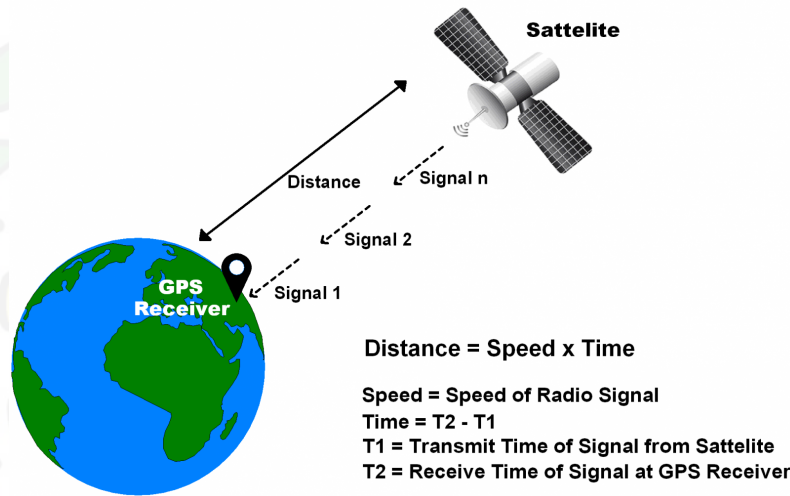 Sattelite
Distance
Signal n
Signal 2
Signal 1
GPS
Receiver
Distance = Speed x Time
Speed = Speed of Radio Signal
Time = T2 - T1
T1 = Transmit Time of Signal from Sattelite
T2 = Receive Time of Signal at GPS Receiver